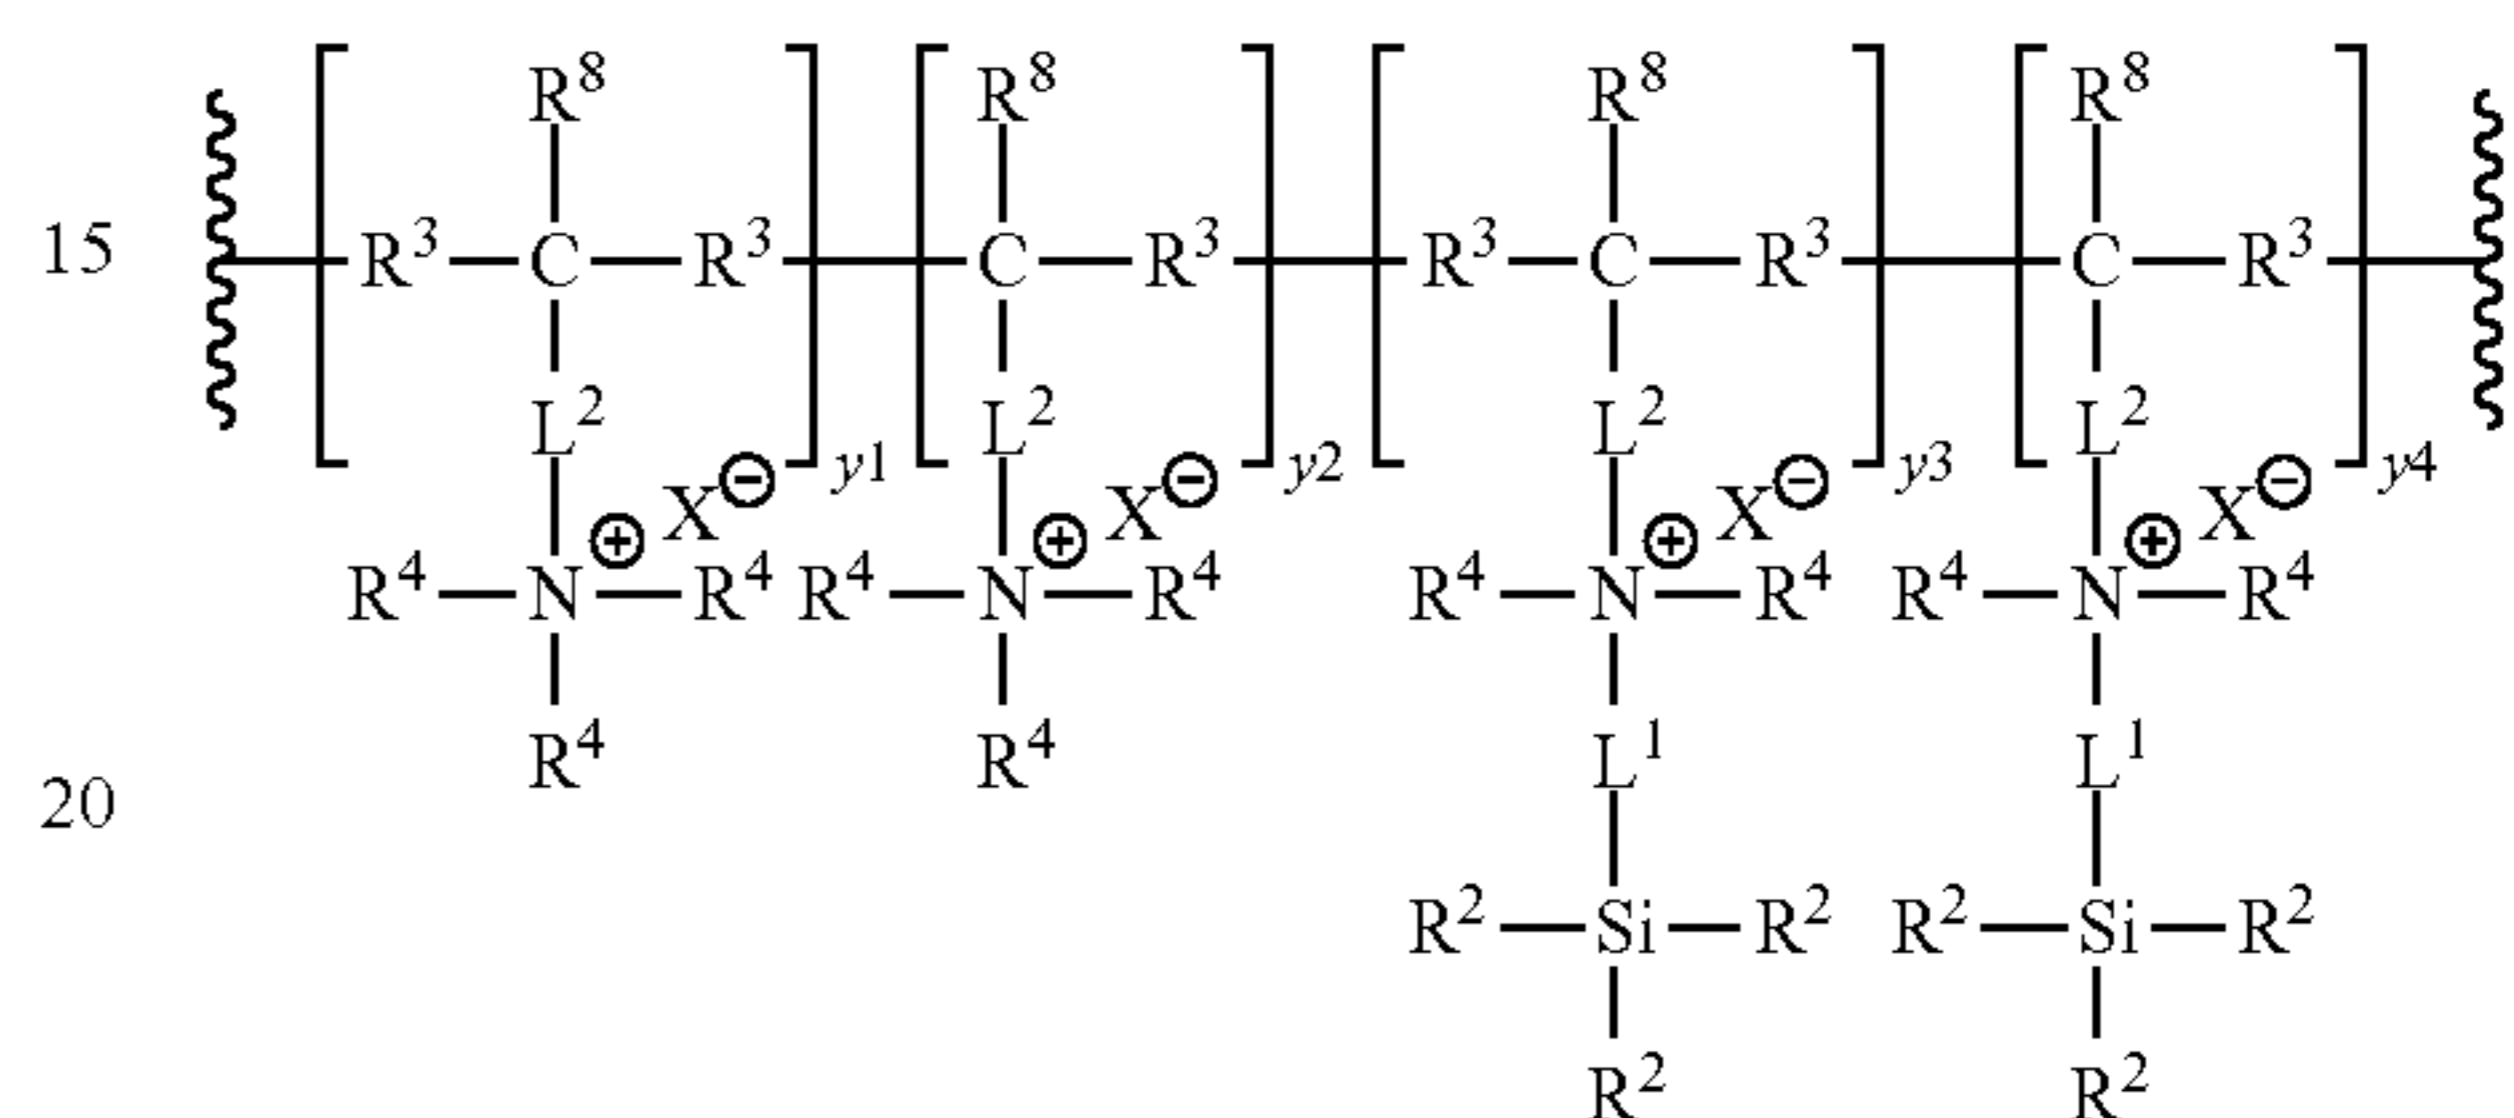 R⁸ R⁸ R⁸ R⁸
15 R³—C—R³ C—R³ R³—C—R³ C—R³
L² L² L² L²
y1 y2 y3 y4
X⊖ X⊖ X⊖ X⊖
⊕ ⊕ ⊕ ⊕
R⁴—N—R⁴ R⁴—N—R⁴ R⁴—N—R⁴ R⁴—N—R⁴
R⁴ R⁴ L¹ L¹
20
R²—Si—R² R²—Si—R²
R² R²